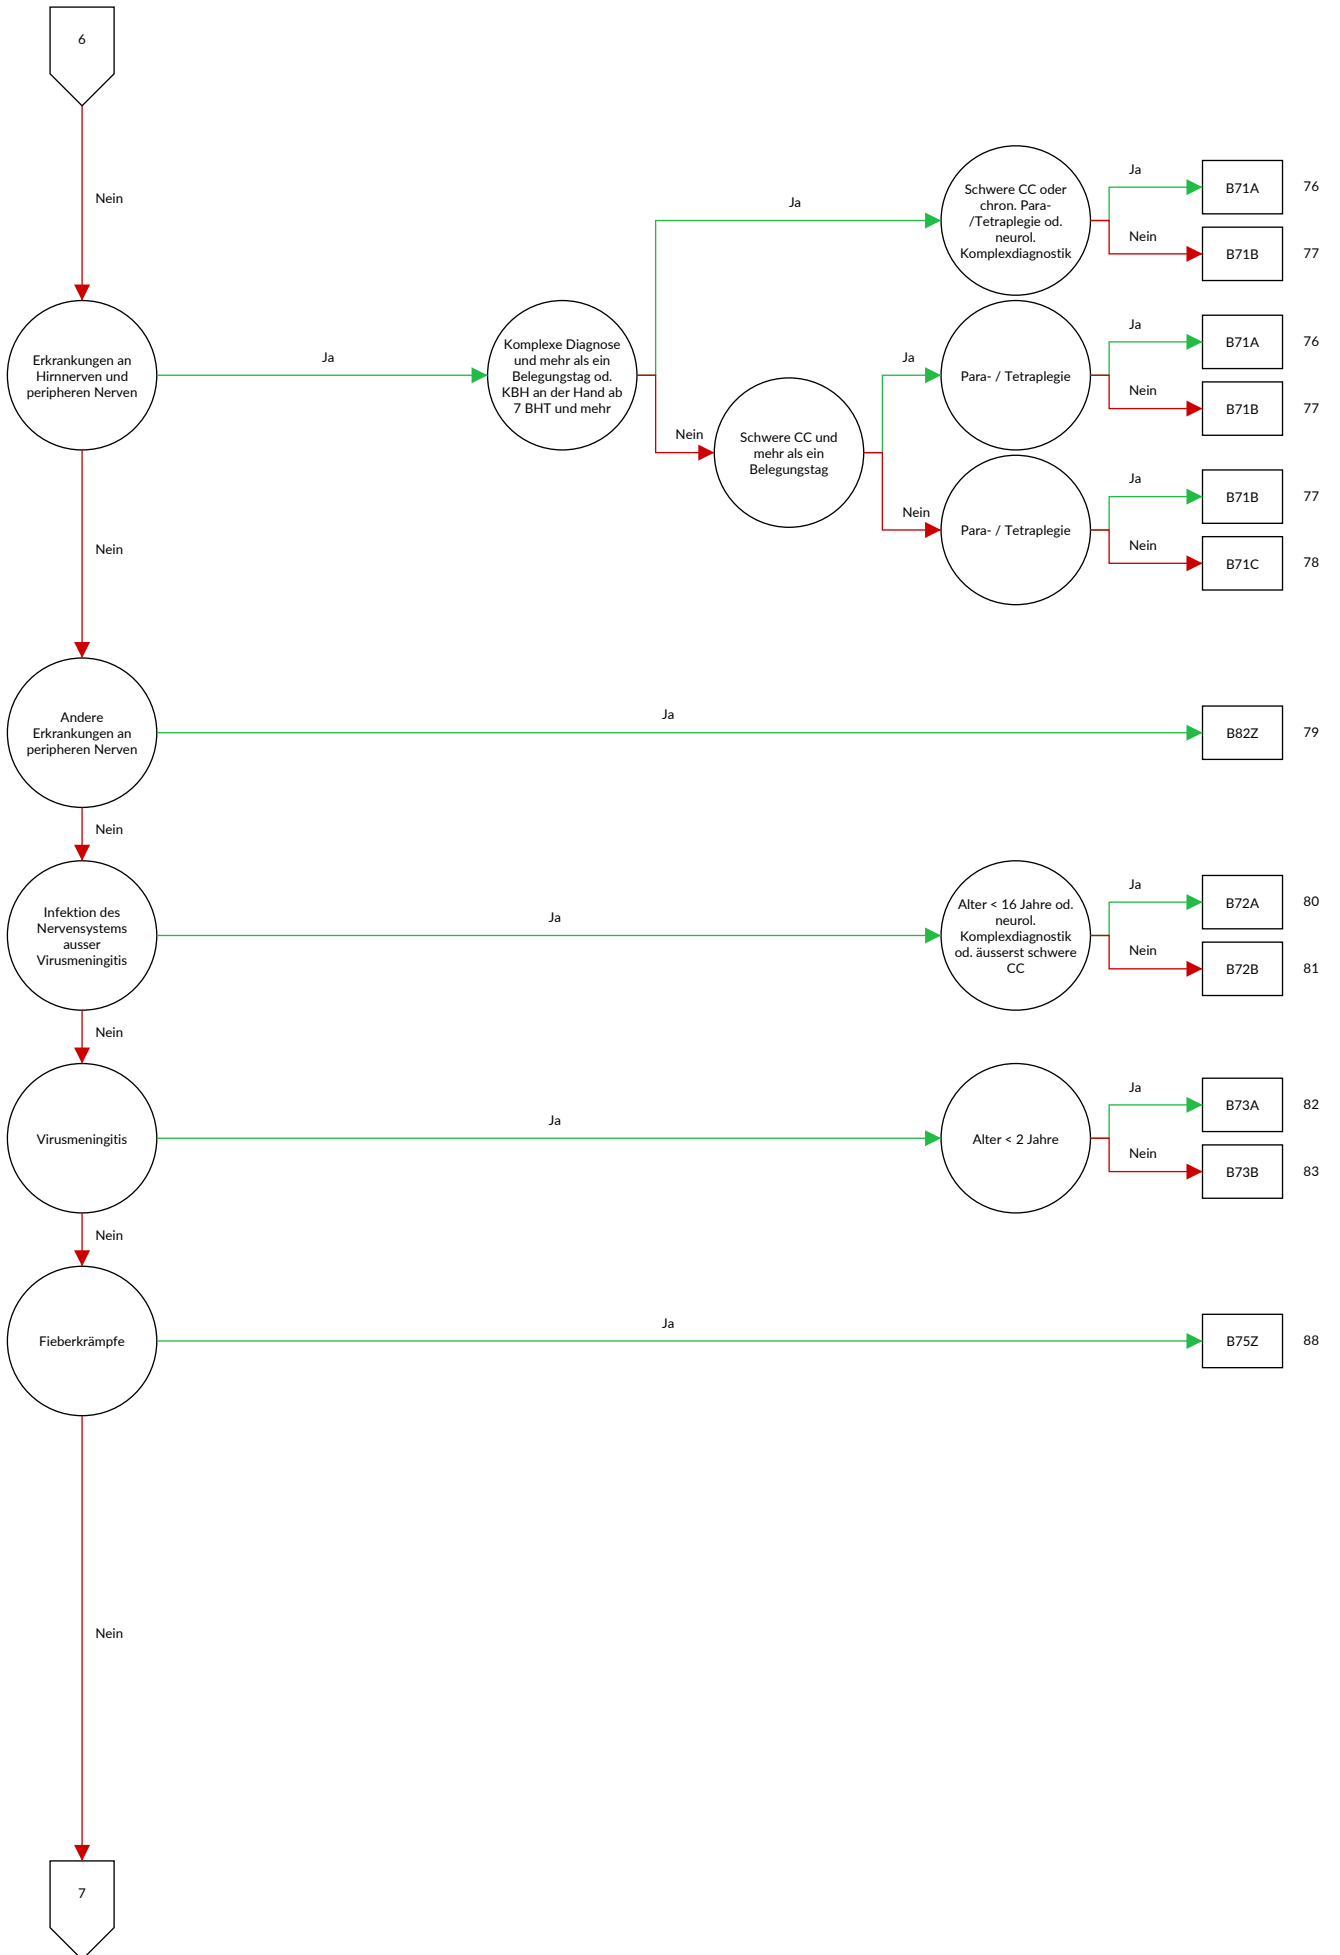 6
Nein
Erkrankungen an
Hirnnerven und
peripheren Nerven
Ja
Komplexe Diagnose
und mehr als ein
Belegungstag od.
KBH an der Hand ab
7 BHT und mehr
Ja
Schwere CC oder
chron. Para-
/Tetraplegie od.
neurol.
Komplexdiagnostik
Ja
B71A
76
Nein
B71B
77
Nein
Schwere CC und
mehr als ein
Belegungstag
Ja
Para- / Tetraplegie
Ja
B71A
76
Nein
B71B
77
Nein
Para- / Tetraplegie
Ja
B71B
77
Nein
B71C
78
Nein
Andere
Erkrankungen an
peripheren Nerven
Ja
B82Z
79
Nein
Infektion des
Nervensystems
ausser
Virusmeningitis
Ja
Alter < 16 Jahre od.
neurol.
Komplexdiagnostik
od. äusserst schwere
CC
Ja
B72A
80
Nein
B72B
81
Nein
Virusmeningitis
Ja
Alter < 2 Jahre
Ja
B73A
82
Nein
B73B
83
Nein
Fieberkrämpfe
Ja
B75Z
88
Nein
7